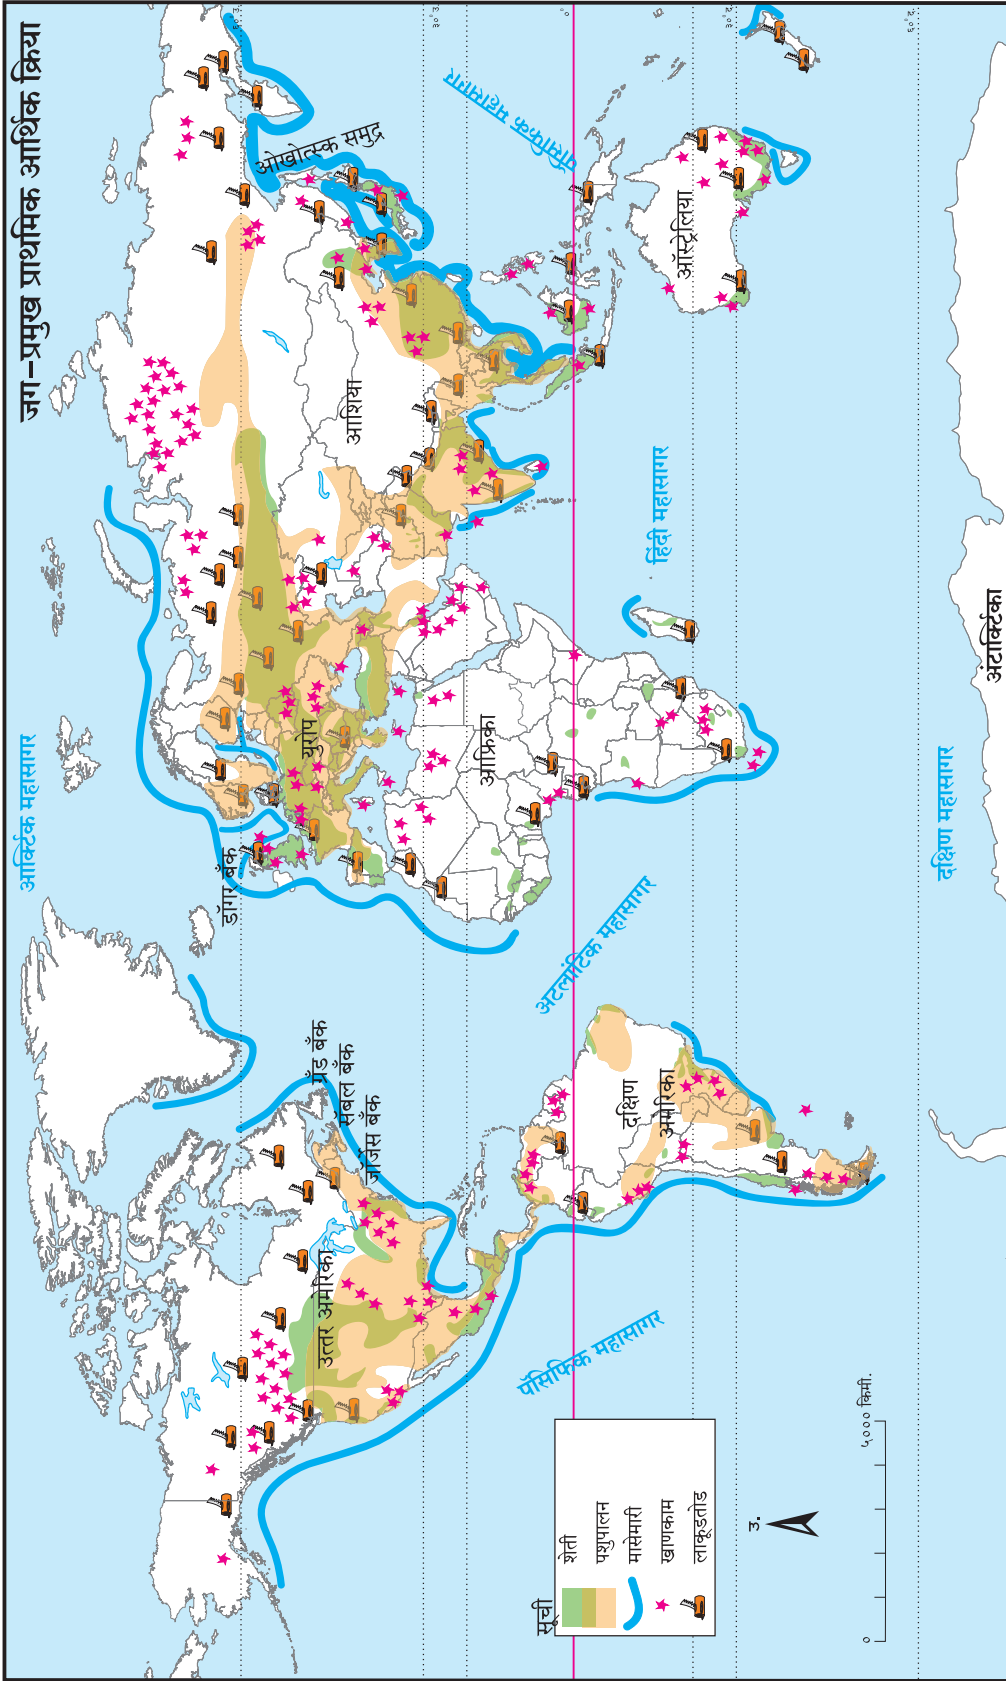 जग-प्रमुख प्राथमिक आर्थिक क्रिया
आर्क्टिक महासागर
ओखोत्स्क समुद्र
पॅसिफिक महासागर
आशिया
युरोप
डॉगर बँक
ग्रँड बँक
सेबल बँक
जॉर्जेस बँक
उत्तर अमेरिका
आफ्रिका
अटलांटिक महासागर
हिंदी महासागर
ऑस्ट्रेलिया
दक्षिण
अमेरिका
पॅसिफिक महासागर
दक्षिण महासागर
अंटार्क्टिका
सूची
शेती
पशुपालन
मासेमारी
खाणकाम
लाकूडतोड
उ.
० ५००० किमी.